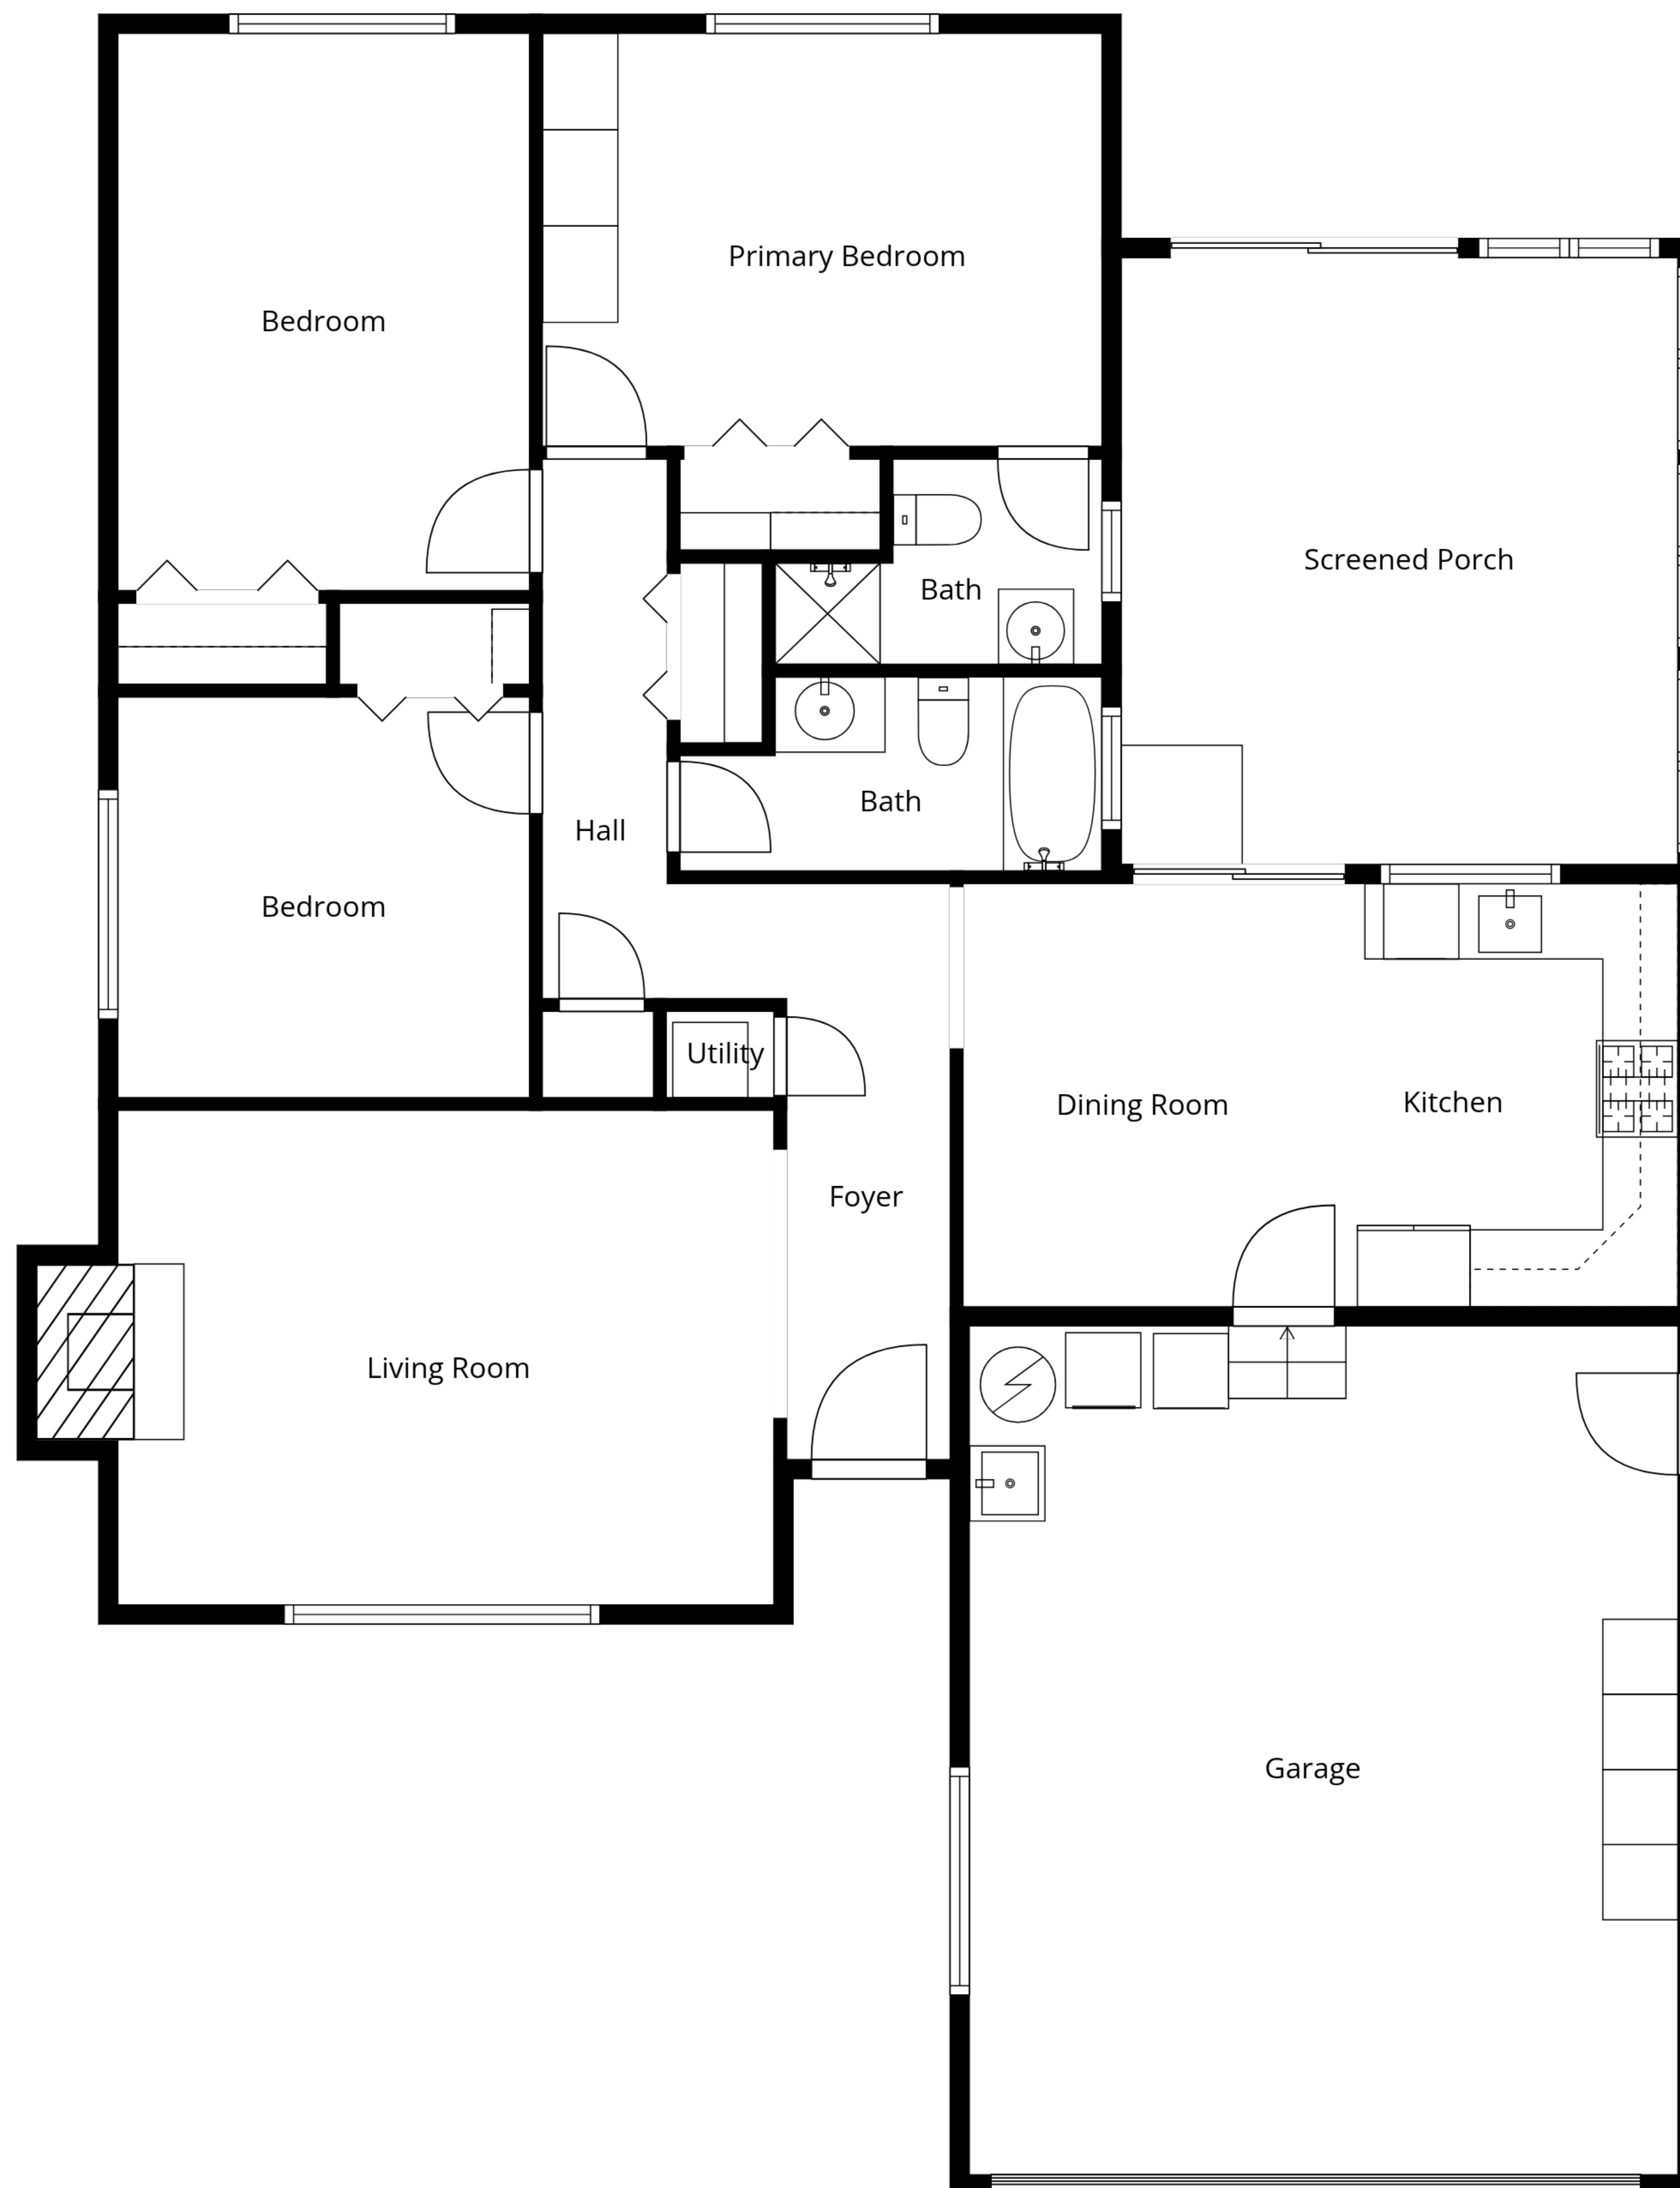 Primary Bedroom
Bedroom
Screened Porch
Bath
Bath
Hall
Bedroom
Utility
Dining Room
Kitchen
Foyer
Living Room
Garage